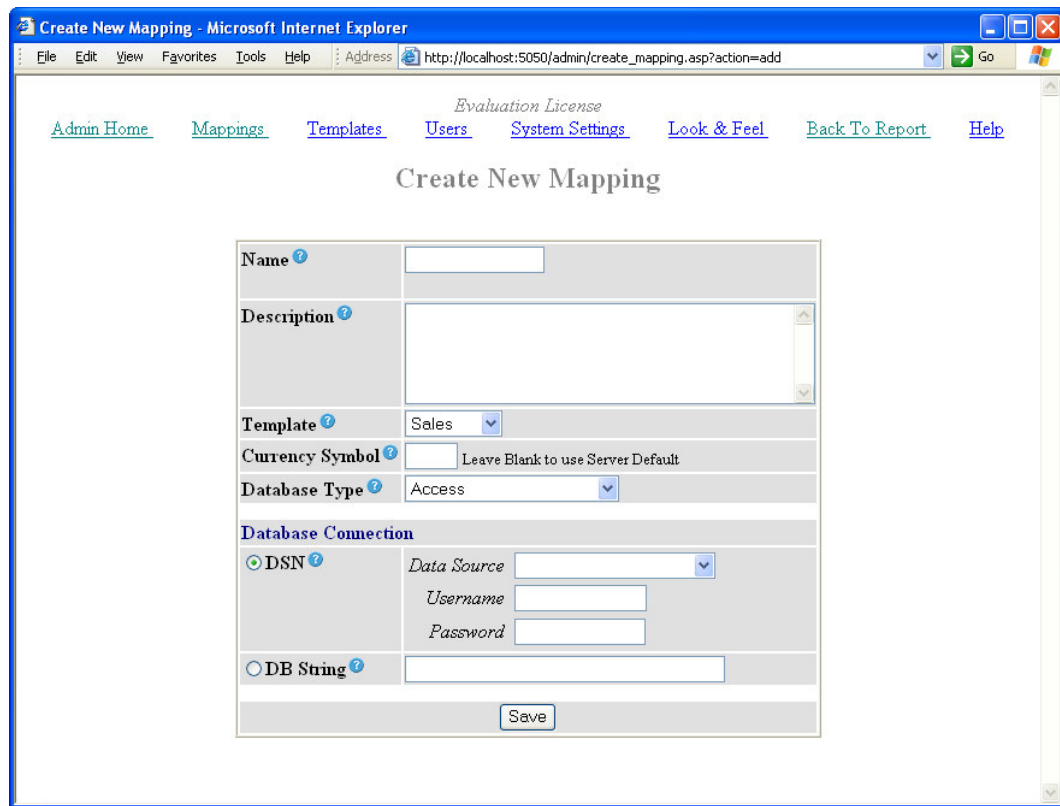 Create New Mapping - Microsoft Internet Explorer
File Edit View Favorites Tools Help Address http://localhost:5050/admin/create_mapping.asp?action=add Go
Evaluation License
Admin Home Mappings Templates Users System Settings Look & Feel Back To Report Help
Create New Mapping
Name ?
Description ?
Template ? Sales
Currency Symbol ? Leave Blank to use Server Default
Database Type ? Access
Database Connection
DSN ? Data Source
Username
Password
DB String ?
Save